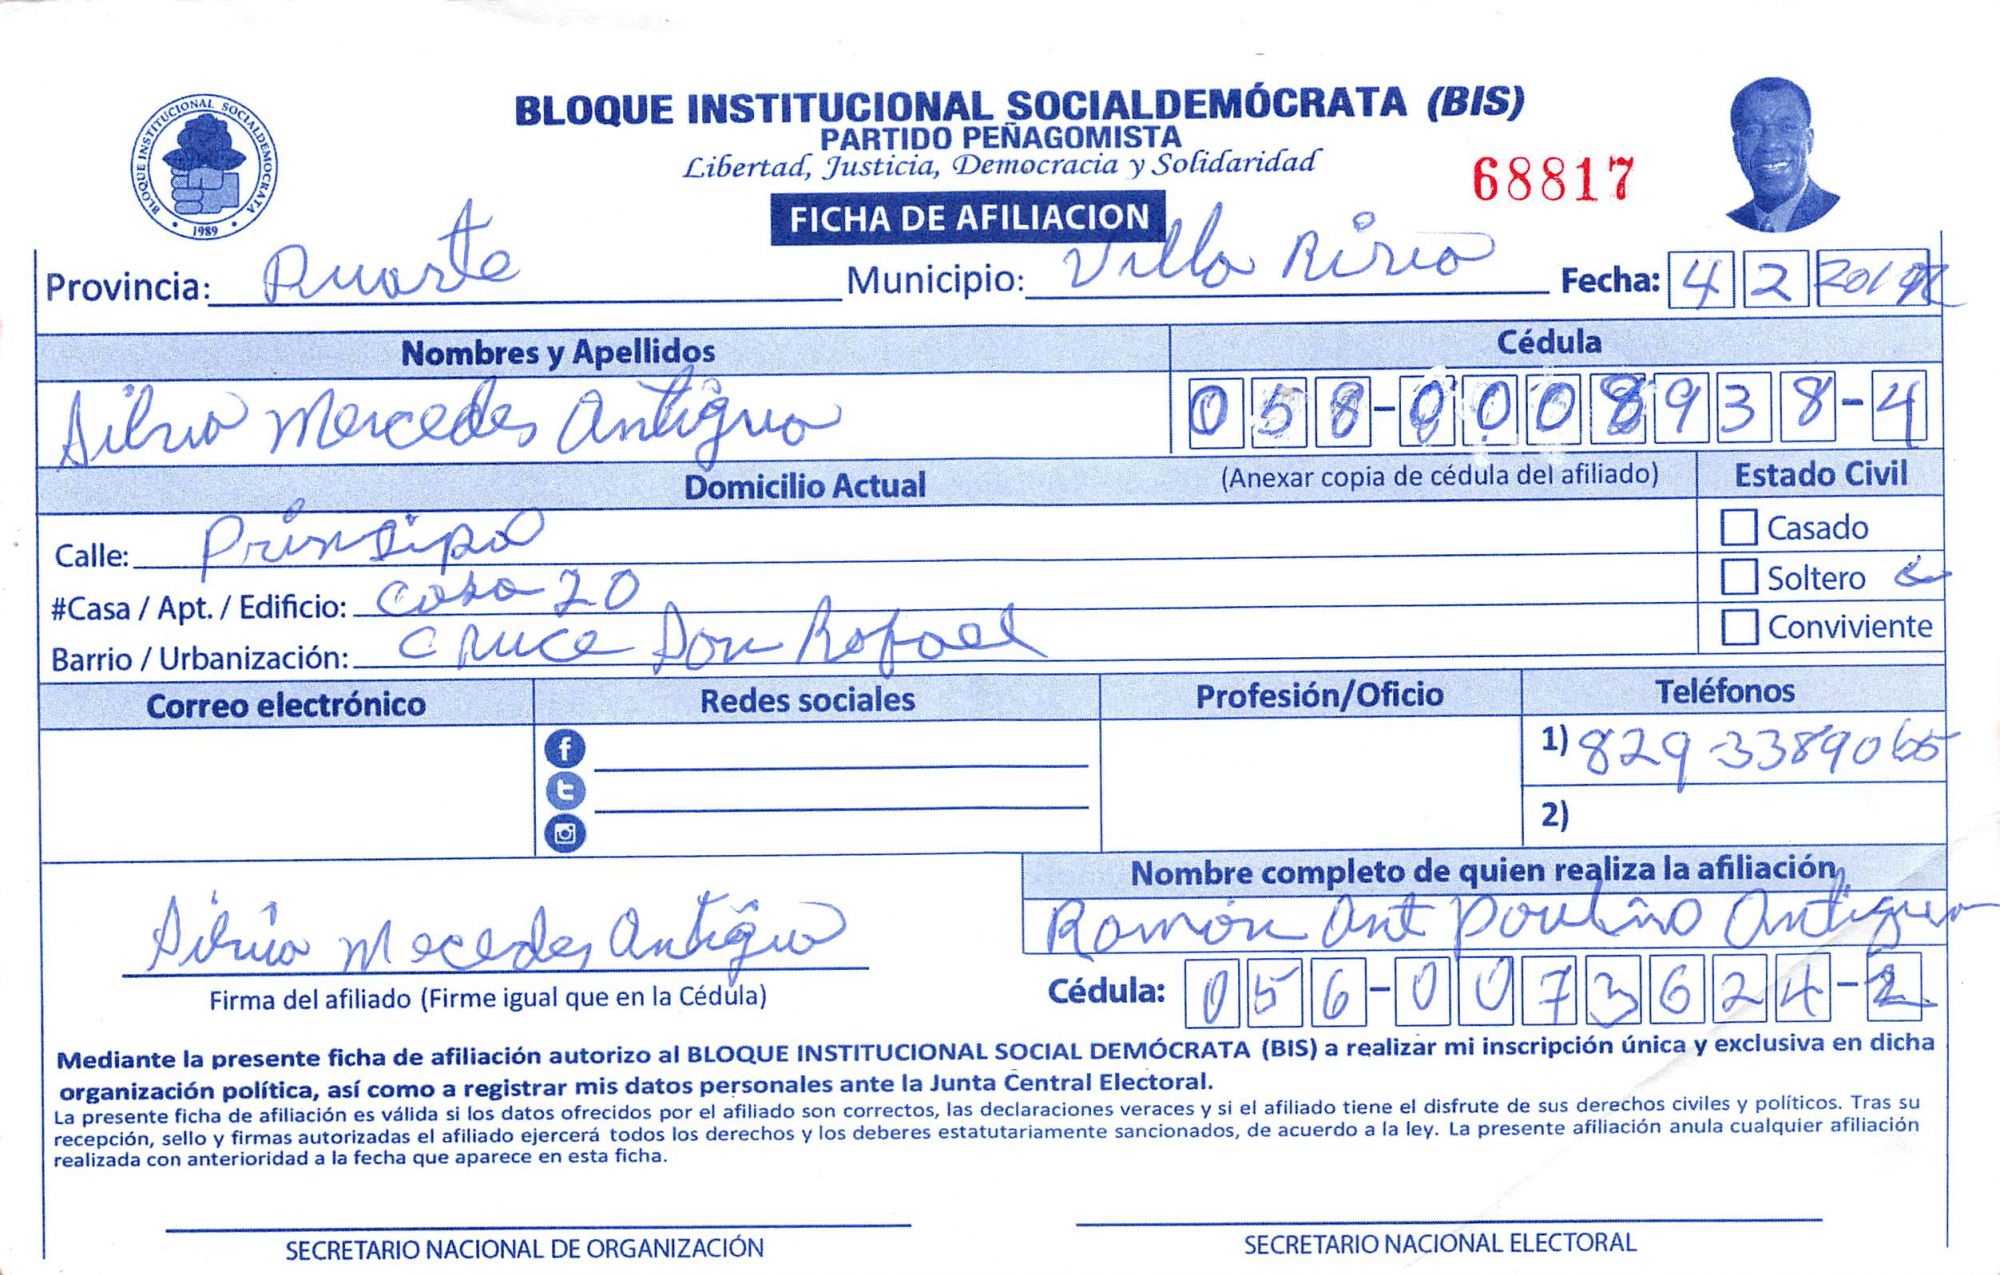 BLOQUE INSTITUCIONAL SOCIALDEMOCRATA
1989
BLOQUE INSTITUCIONAL SOCIALDEMÓCRATA (BIS)
PARTIDO PEÑAGOMISTA
Libertad, Justicia, Democracia y Solidaridad
68817
FICHA DE AFILIACION
Provincia: Duarte Municipio: Villa Rivia Fecha: 4 2 2019
Nombres y Apellidos Cédula
Silvia Mercedes Antigua 058-0008938-4
Domicilio Actual (Anexar copia de cédula del afiliado) Estado Civil
Calle: Prinsipal Casado
#Casa / Apt. / Edificio: casa 20 Soltero
Barrio / Urbanización: cruce Don Rafael Conviviente
Correo electrónico Redes sociales Profesión/Oficio Teléfonos
1) 829 3389065
2)
Nombre completo de quien realiza la afiliación
Silvia Mecedes Antigua Ramón Ant Paulino Antigua
Firma del afiliado (Firme igual que en la Cédula) Cédula: 056-0073624-2
Mediante la presente ficha de afiliación autorizo al BLOQUE INSTITUCIONAL SOCIAL DEMÓCRATA (BIS) a realizar mi inscripción única y exclusiva en dicha
organización política, así como a registrar mis datos personales ante la Junta Central Electoral.
La presente ficha de afiliación es válida si los datos ofrecidos por el afiliado son correctos, las declaraciones veraces y si el afiliado tiene el disfrute de sus derechos civiles y políticos. Tras su
recepción, sello y firmas autorizadas el afiliado ejercerá todos los derechos y los deberes estatutariamente sancionados, de acuerdo a la ley. La presente afiliación anula cualquier afiliación
realizada con anterioridad a la fecha que aparece en esta ficha.
SECRETARIO NACIONAL DE ORGANIZACIÓN SECRETARIO NACIONAL ELECTORAL